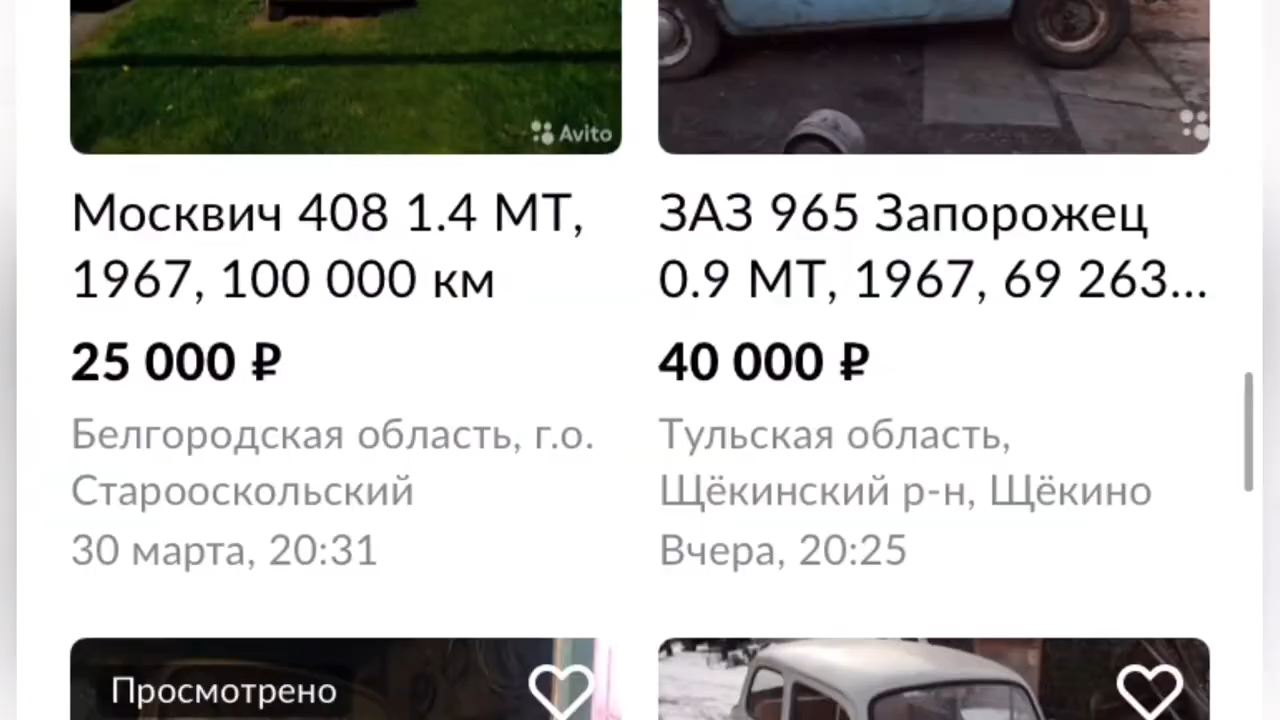 Avito
Москвич 408 1.4 MT,
1967, 100 000 км
25 000 ₽
Белгородская область, г.о.
Старооскольский
30 марта, 20:31
ЗАЗ 965 Запорожец
0.9 MT, 1967, 69 263...
40 000 ₽
Тульская область,
Щёкинский р-н, Щёкино
Вчера, 20:25
Просмотрено